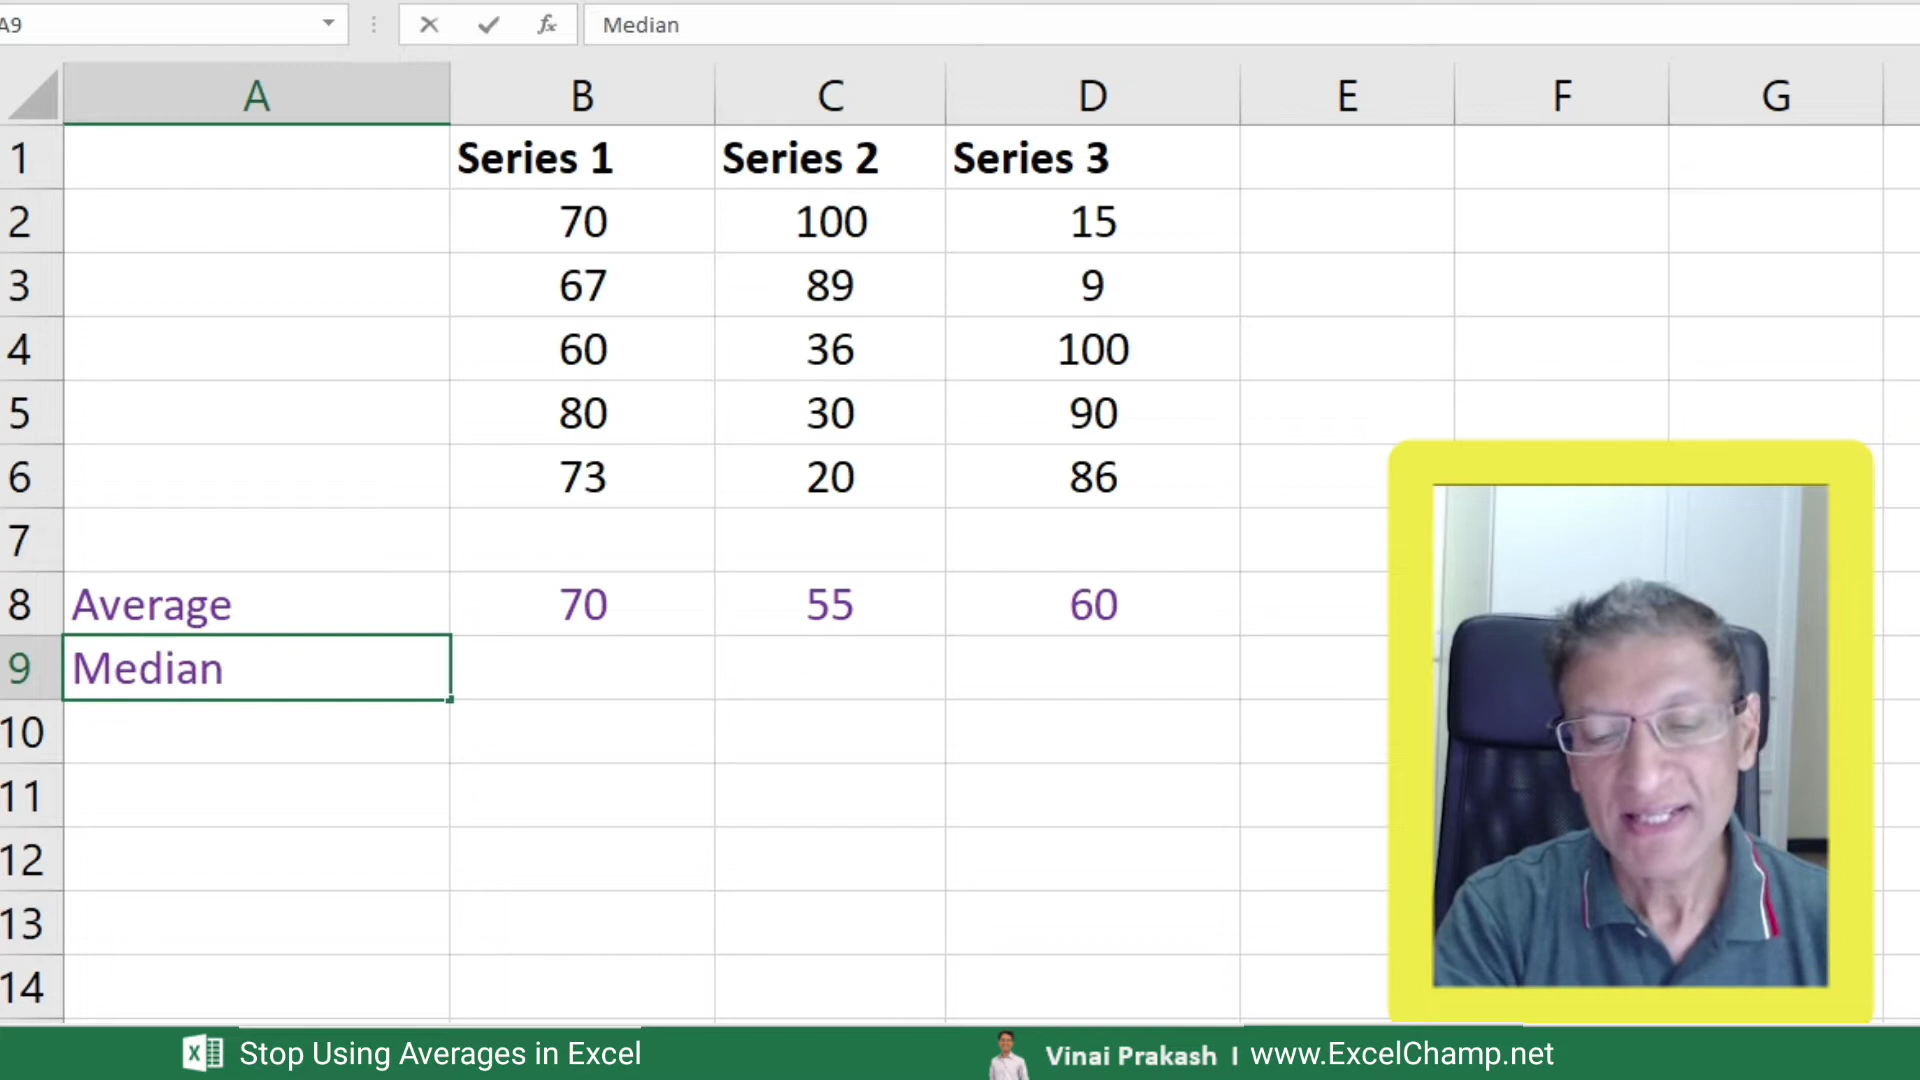 A9 fx Median
A B C D E F G
1 Series 1 Series 2 Series 3
2 70 100 15
3 67 89 9
4 60 36 100
5 80 30 90
6 73 20 86
7
8 Average 70 55 60
9 Median
10
11
12
13
14
X Stop Using Averages in Excel Vinai Prakash I www.ExcelChamp.net